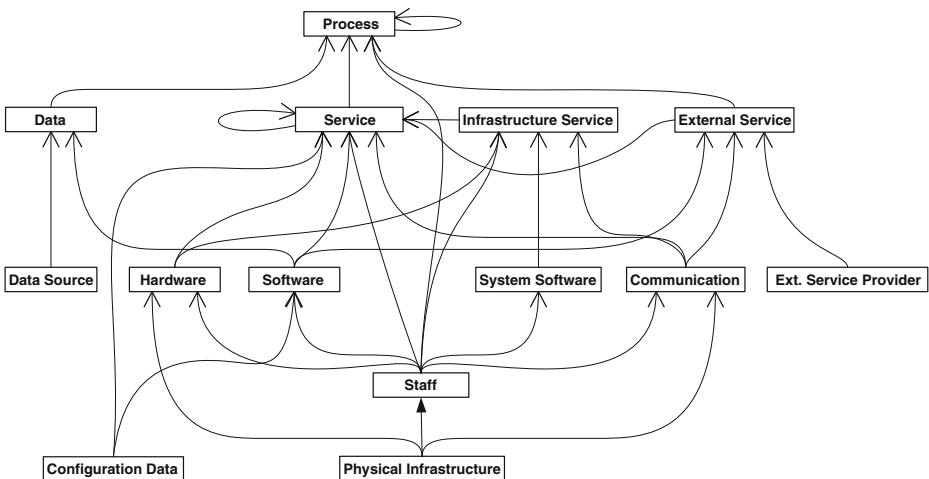 Process
Data
Service
Infrastructure Service
External Service
Data Source
Hardware
Software
System Software
Communication
Ext. Service Provider
Staff
Configuration Data
Physical Infrastructure